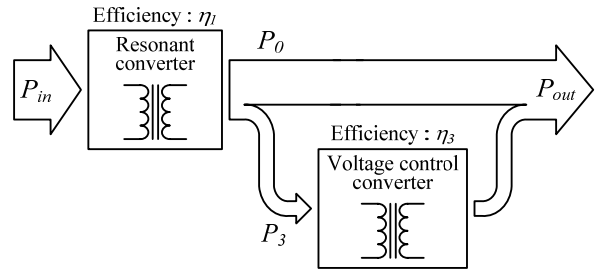 Efficiency : η1
Resonant
converter
P0
Pin
Pout
Efficiency : η3
Voltage control
converter
P3